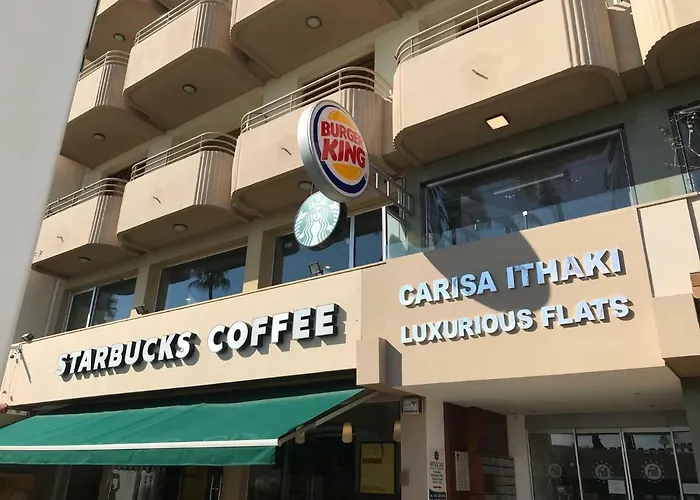 BURGER
KING
CARISA ITHAKI
LUXURIOUS FLATS
STARBUCKS COFFEE